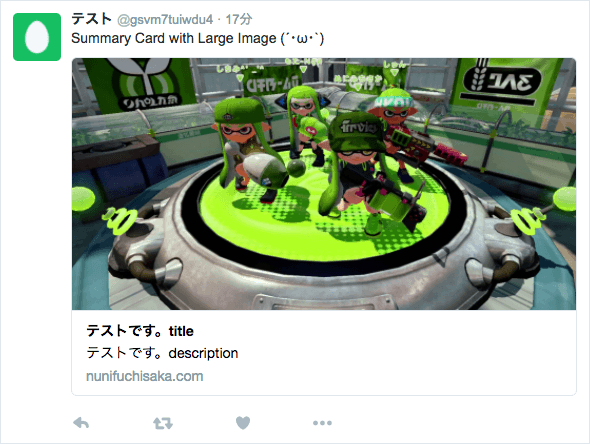 テスト @gsvm7tuiwdu4 · 17分
Summary Card with Large Image (´･ω･`)
テストです。title
テストです。description
nunifuchisaka.com